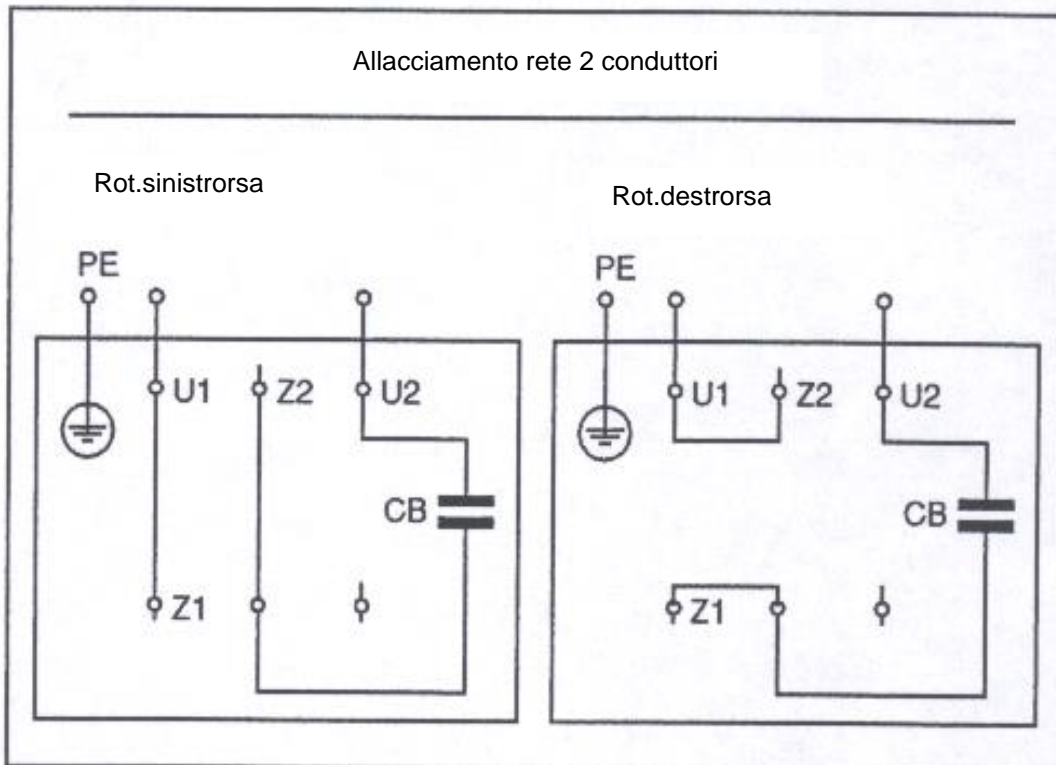 Allacciamento rete 2 conduttori
Rot.sinistrorsa
Rot.destrorsa
PE
PE
U1 Z2 U2
U1 Z2 U2
CB
CB
Z1
Z1